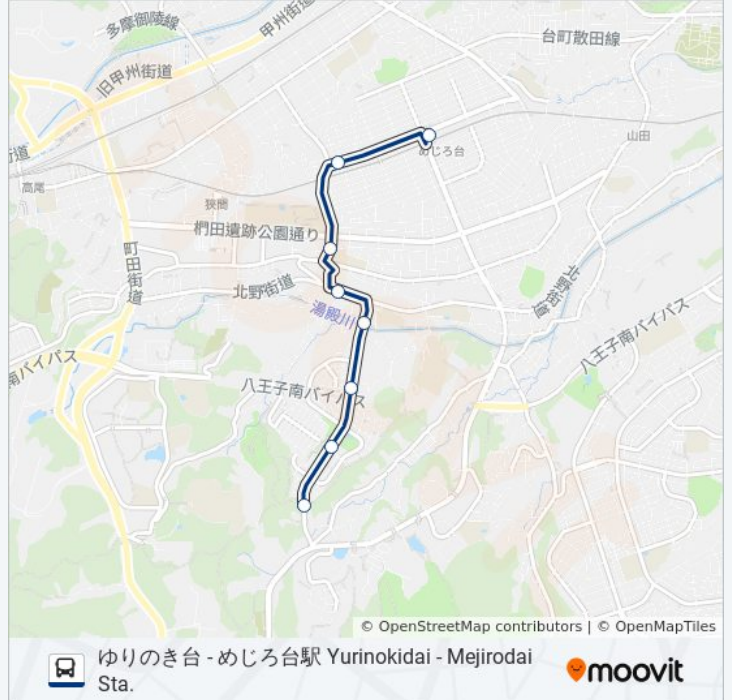 多摩御陵線
甲州街道
台町散田線
旧甲州街道
街道
めじろ台
山田
高尾
狭間
椚田遺跡公園通り
町田街道
北野街道
北野街道
湯殿川
八王子南バイパス
南バイパス
八王子南バイパス
© OpenStreetMap contributors | © OpenMapTiles
ゆりのき台 - めじろ台駅 Yurinokidai - Mejirodai
Sta.
moovit